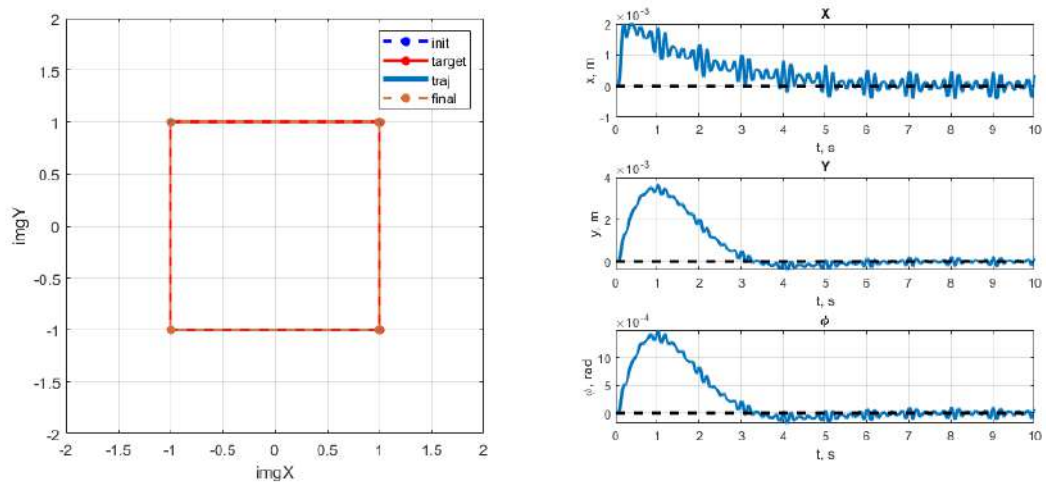 2
1.5
1
0.5
0
-0.5
-1
-1.5
-2
imgY
-2 -1.5 -1 -0.5 0 0.5 1 1.5 2
imgX
init
target
traj
final
×10⁻³
X
2
1
0
-1
x, m
0 1 2 3 4 5 6 7 8 9 10
t, s
×10⁻³
Y
4
2
0
y, m
0 1 2 3 4 5 6 7 8 9 10
t, s
×10⁻⁴
ϕ
10
5
0
ϕ, rad
0 1 2 3 4 5 6 7 8 9 10
t, s